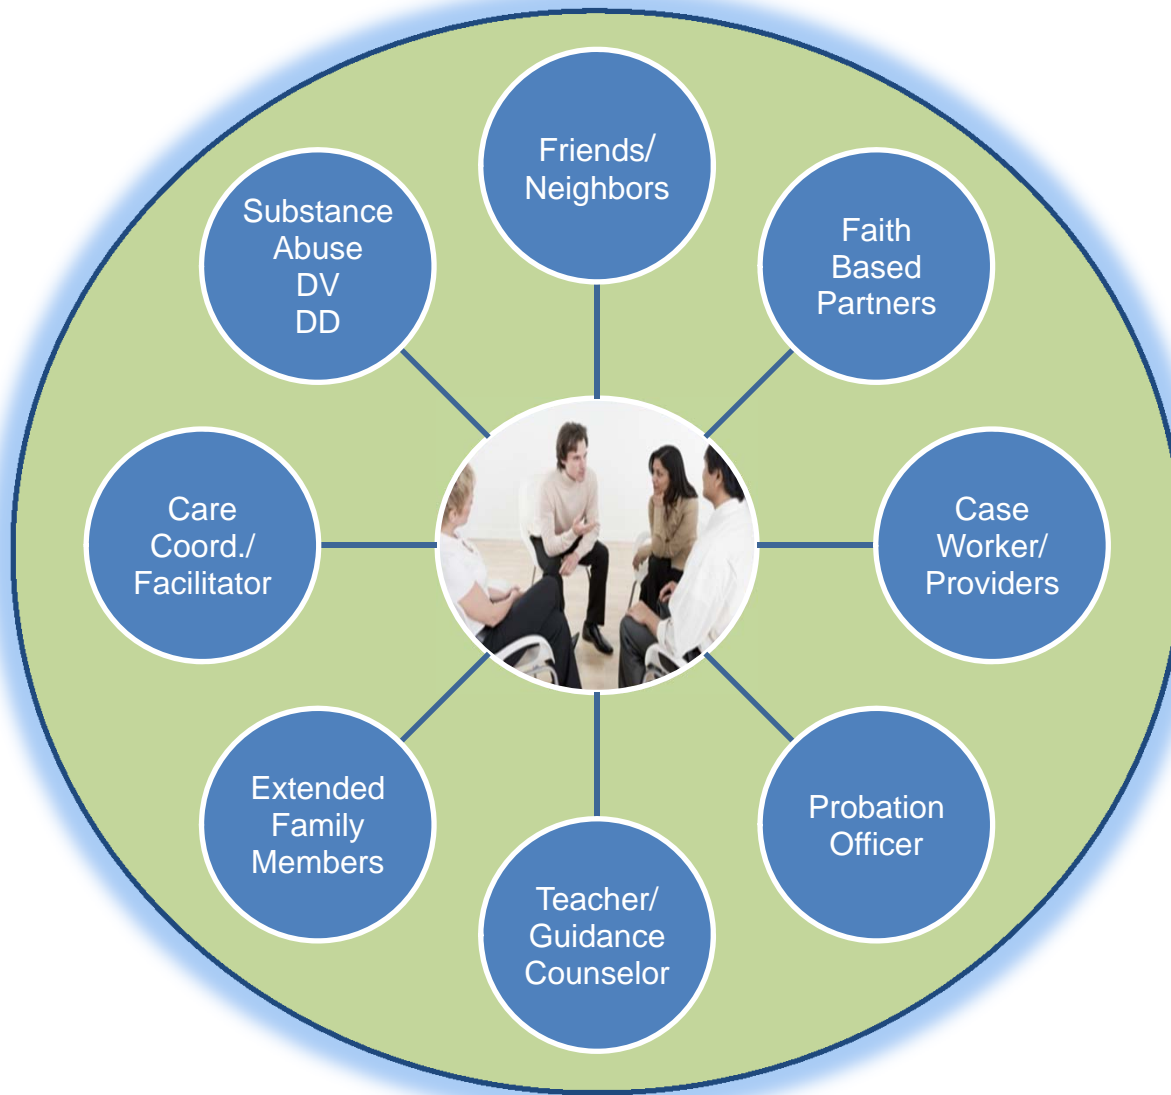 Friends/
Neighbors
Faith
Based
Partners
Case
Worker/
Providers
Probation
Officer
Teacher/
Guidance
Counselor
Extended
Family
Members
Care
Coord./
Facilitator
Substance
Abuse
DV
DD